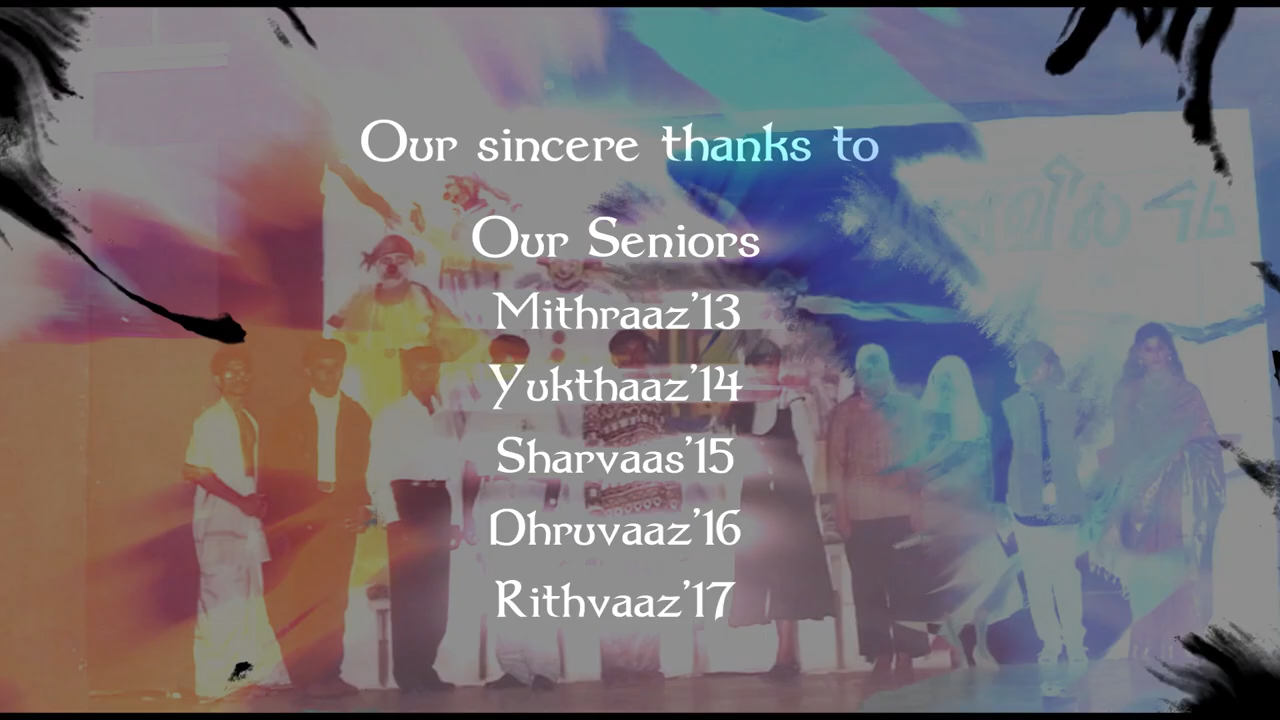 Our sincere thanks to
Our Seniors
Mithraaz'13
Yukthaaz'14
Sharvaas'15
Dhruvaaz'16
Rithvaaz'17